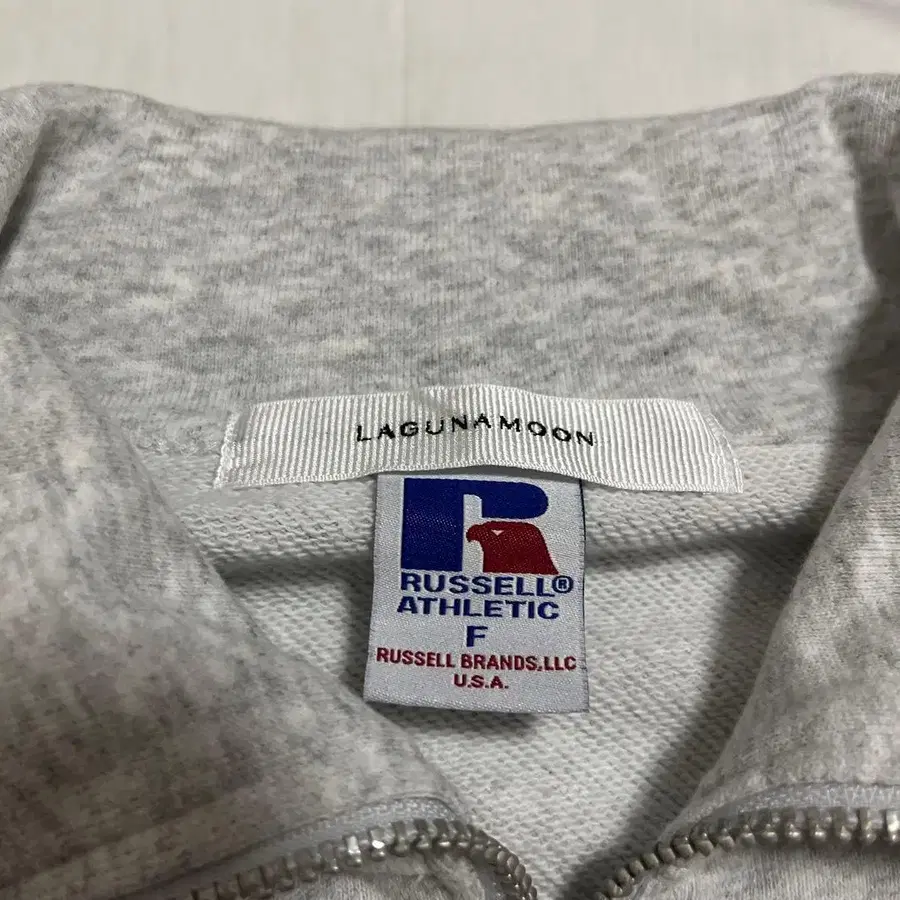 LAGUNAMOON
R
RUSSELL®
ATHLETIC
F
RUSSELL BRANDS,LLC
U.S.A.